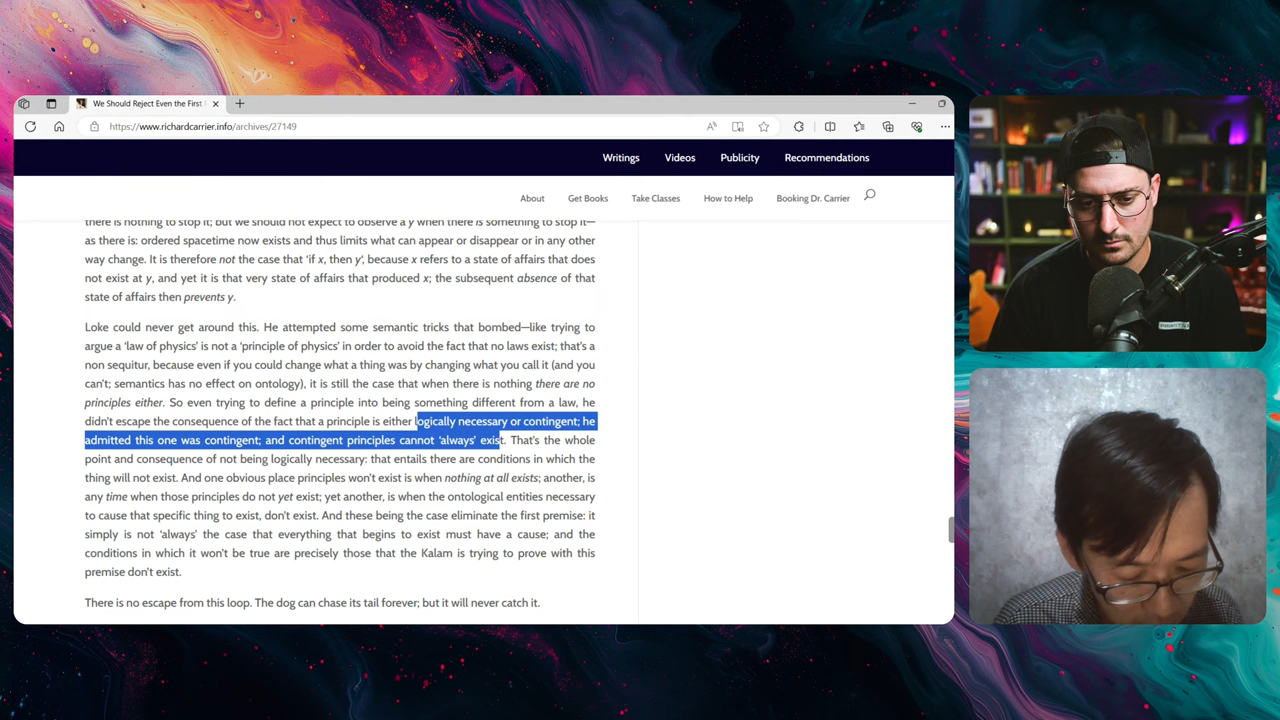 We Should Reject Even the First
https://www.richardcarrier.info/archives/27149
Writings Videos Publicity Recommendations
About Get Books Take Classes How to Help Booking Dr. Carrier
there is nothing to stop it; but we should not expect to observe a y when there is something to stop it—
as there is: ordered spacetime now exists and thus limits what can appear or disappear or in any other
way change. It is therefore not the case that ‘if x, then y’, because x refers to a state of affairs that does
not exist at y, and yet it is that very state of affairs that produced x; the subsequent absence of that
state of affairs then prevents y.
Loke could never get around this. He attempted some semantic tricks that bombed—like trying to
argue a ‘law of physics’ is not a ‘principle of physics’ in order to avoid the fact that no laws exist; that’s a
non sequitur, because even if you could change what a thing was by changing what you call it (and you
can’t; semantics has no effect on ontology), it is still the case that when there is nothing there are no
principles either. So even trying to define a principle into being something different from a law, he
didn’t escape the consequence of the fact that a principle is either logically necessary or contingent; he
admitted this one was contingent; and contingent principles cannot ‘always’ exist. That’s the whole
point and consequence of not being logically necessary: that entails there are conditions in which the
thing will not exist. And one obvious place principles won’t exist is when nothing at all exists; another, is
any time when those principles do not yet exist; yet another, is when the ontological entities necessary
to cause that specific thing to exist, don’t exist. And these being the case eliminate the first premise: it
simply is not ‘always’ the case that everything that begins to exist must have a cause; and the
conditions in which it won’t be true are precisely those that the Kalam is trying to prove with this
premise don’t exist.
There is no escape from this loop. The dog can chase its tail forever; but it will never catch it.